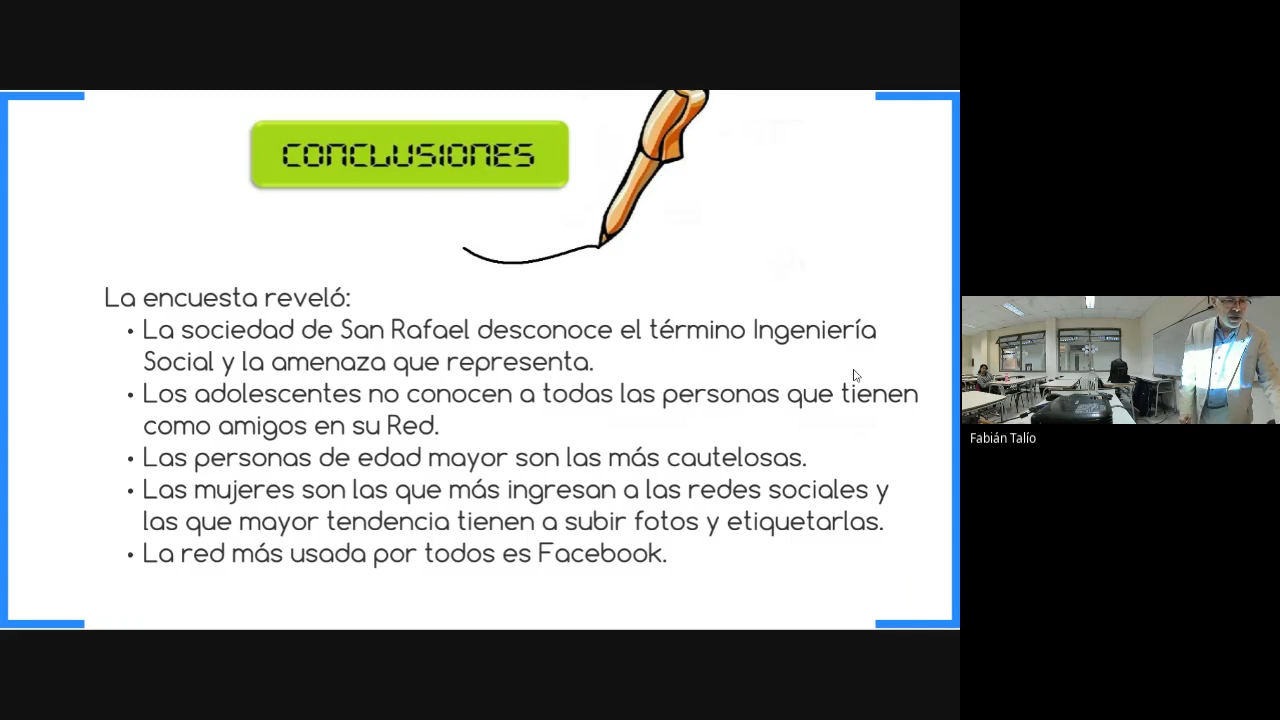 CONCLUSIONES
La encuesta reveló:
• La sociedad de San Rafael desconoce el término Ingeniería
Social y la amenaza que representa.
• Los adolescentes no conocen a todas las personas que tienen
como amigos en su Red.
• Las personas de edad mayor son las más cautelosas.
• Las mujeres son las que más ingresan a las redes sociales y
las que mayor tendencia tienen a subir fotos y etiquetarlas.
• La red más usada por todos es Facebook.
Fabián Talío